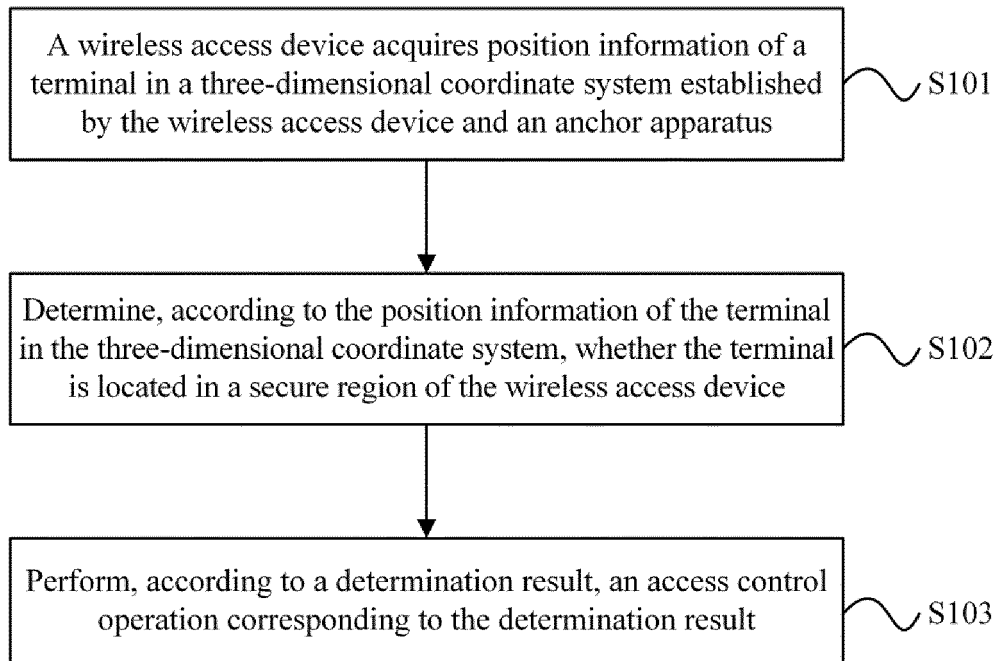 A wireless access device acquires position information of a
terminal in a three-dimensional coordinate system established
by the wireless access device and an anchor apparatus
S101
Determine, according to the position information of the terminal
in the three-dimensional coordinate system, whether the terminal
is located in a secure region of the wireless access device
S102
Perform, according to a determination result, an access control
operation corresponding to the determination result
S103